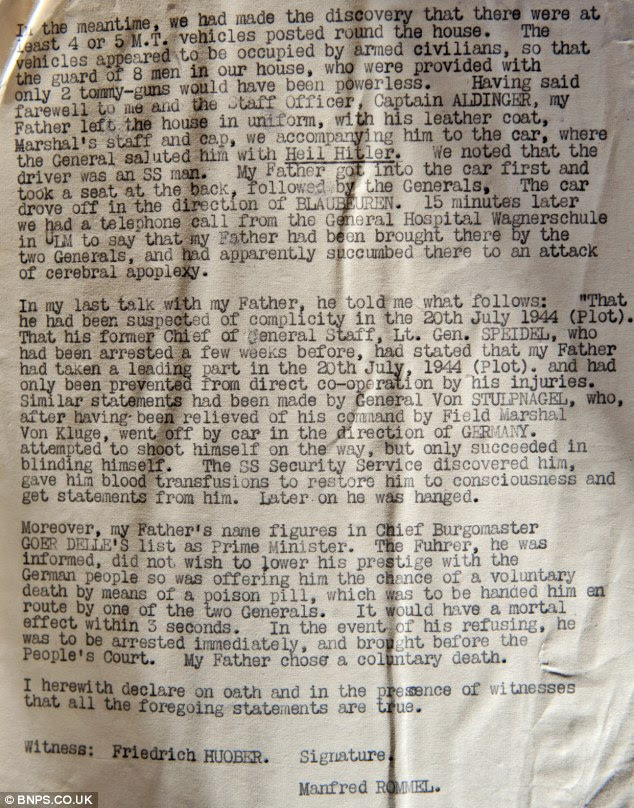 In the meantime, we had made the discovery that there were at
least 4 or 5 M.T. vehicles posted round the house. The
vehicles appeared to be occupied by armed civilians, so that
the guard of 8 men in our house, who were provided with
only 2 tommy-guns would have been powerless. Having said
farewell to me and the Staff Officer, Captain ALDINGER, my
Father left the house in uniform, with his leather coat,
Marshal's staff and cap, we accompanying him to the car, where
the General saluted him with Heil Hitler. We noted that the
driver was an SS man. My Father got into the car first and
took a seat at the back, followed by the Generals, The car
drove off in the direction of BLAUBEUREN. 15 minutes later
we had a telephone call from the General Hospital Wagnerschule
in ULM to say that my Father had been brought there by the
two Generals, and had apparently succumbed there to an attack
of cerebral apoplexy.
In my last talk with my Father, he told me what follows: "That
he had been suspected of complicity in the 20th July 1944 (Plot).
That his former Chief of General Staff, Lt. Gen. SPEIDEL, who
had been arrested a few weeks before, had stated that my Father
had taken a leading part in the 20th July, 1944 (Plot). and had
only been prevented from direct co-operation by his injuries.
Similar statements had been made by General Von STULPNAGEL, who,
after having been relieved of his command by Field Marshal
Von Kluge, went off by car in the direction of GERMANY.
attempted to shoot himself on the way, but only succeeded in
blinding himself. The SS Security Service discovered him,
gave him blood transfusions to restore him to consciousness and
get statements from him. Later on he was hanged.
Moreover, my Father's name figures in Chief Burgomaster
GOER DELLE'S list as Prime Minister. The Fuhrer, he was
informed, did not wish to lower his prestige with the
German people so was offering him the chance of a voluntary
death by means of a poison pill, which was to be handed him en
route by one of the two Generals. It would have a mortal
effect within 3 seconds. In the event of his refusing, he
was to be arrested immediately, and brought before the
People's Court. My Father chose a coluntary death.
I herewith declare on oath and in the presence of witnesses
that all the foregoing statements are true.
Witness: Friedrich HUOBER. Signature.
Manfred ROMMEL.
© BNPS.CO.UK